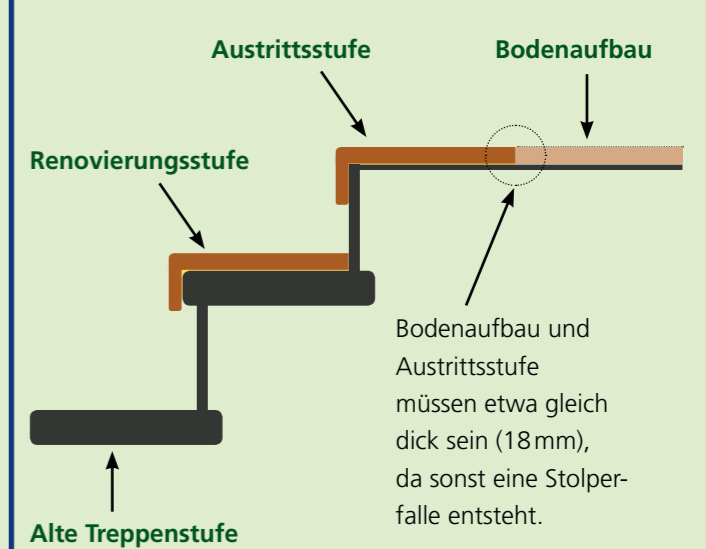 Austrittsstufe
Bodenaufbau
Renovierungsstufe
Bodenaufbau und
Austrittsstufe
müssen etwa gleich
dick sein (18 mm),
da sonst eine Stolper-
falle entsteht.
Alte Treppenstufe